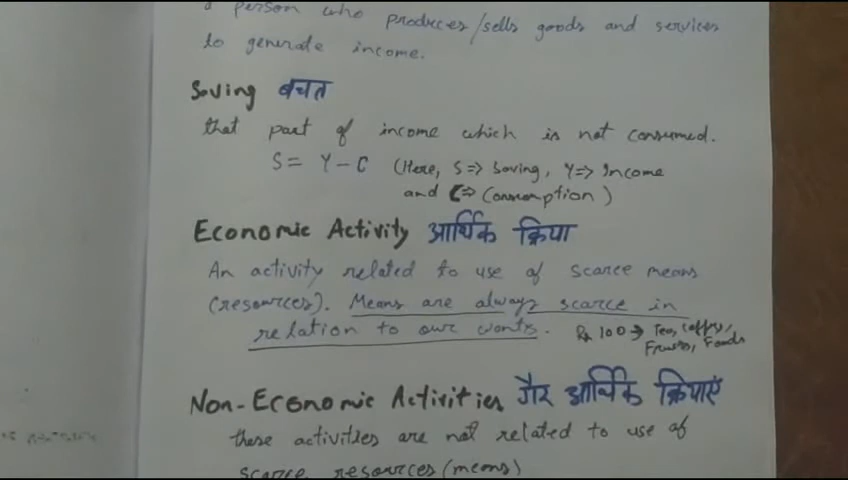 a person who produces/sells goods and services
to generate income.
Saving बचत
that part of income which is not consumed.
S = Y - C (Here, S => Saving, Y => Income
and C => Consumption)
Economic Activity आर्थिक क्रिया
An activity related to use of scarce means
(resources). Means are always scarce in
relation to our wants. Rs 100 → Tea, Coffee,
Fruits, Foods
Non-Economic Activities गैर आर्थिक क्रियाएं
these activities are not related to use of
scarce resources (means)